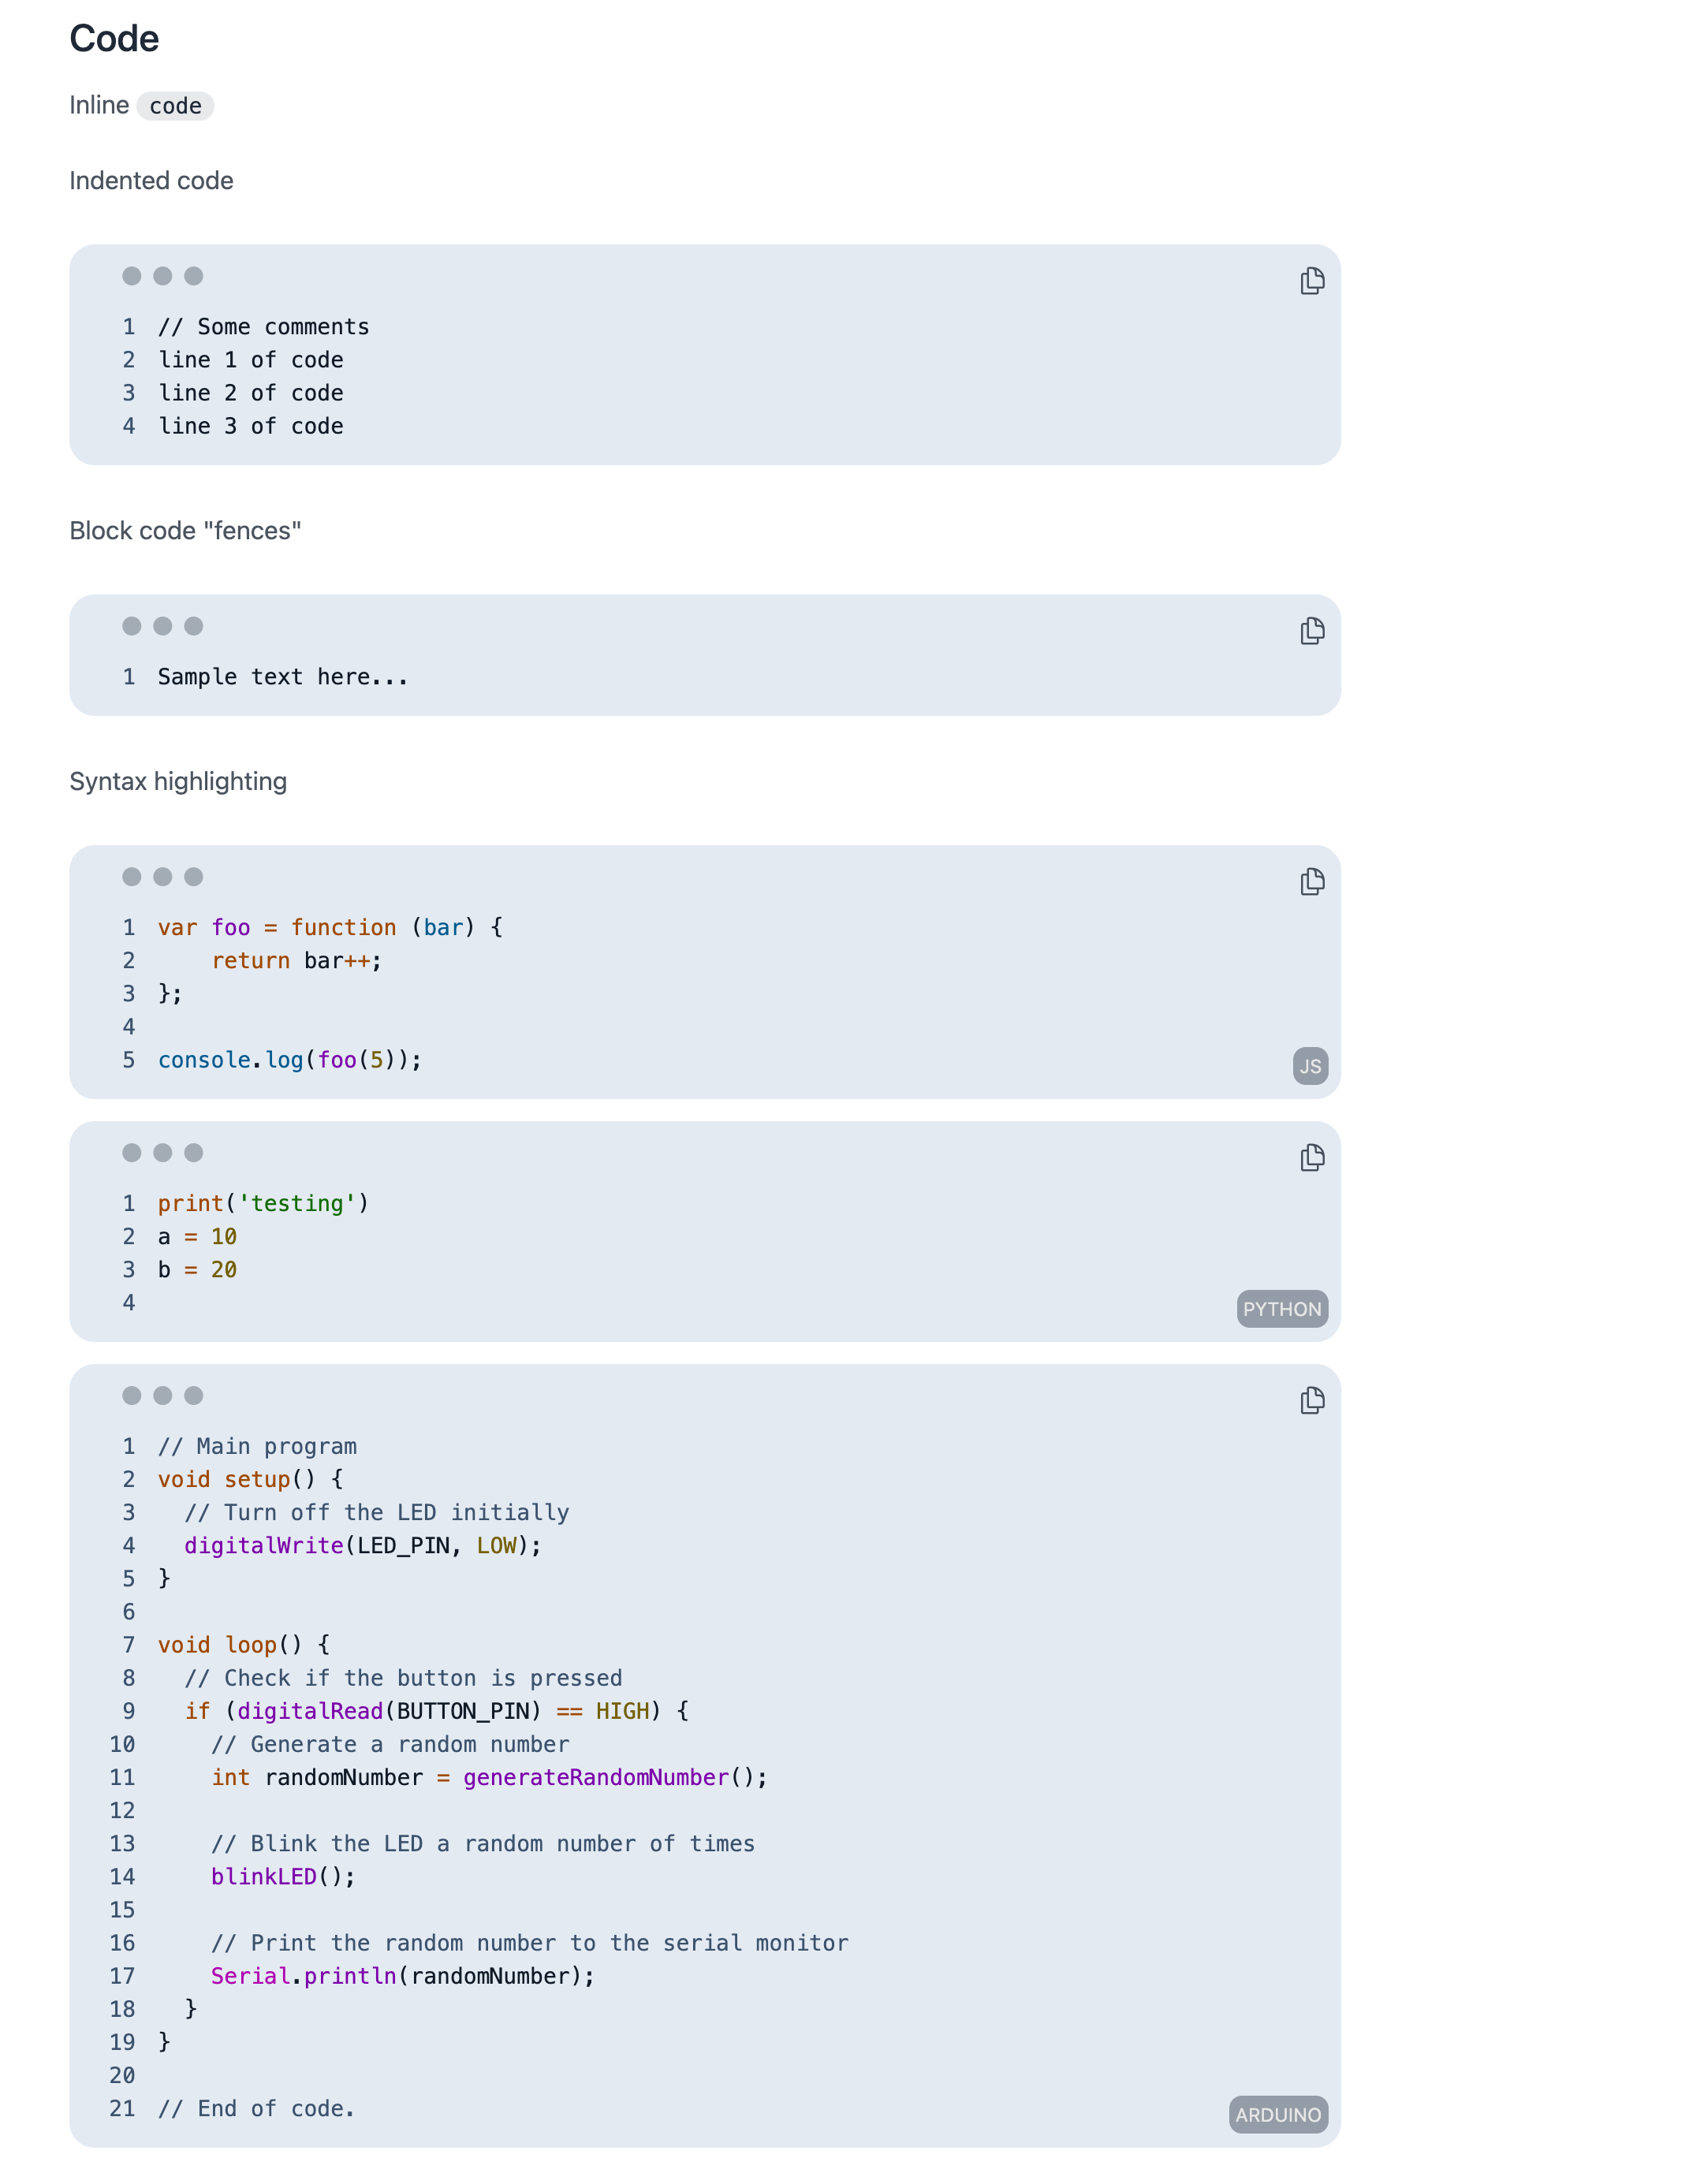 Code
Inline code
Indented code
1 // Some comments
2 line 1 of code
3 line 2 of code
4 line 3 of code
Block code "fences"
1 Sample text here...
Syntax highlighting
1 var foo = function (bar) {
2     return bar++;
3 };
4
5 console.log(foo(5));
JS
1 print('testing')
2 a = 10
3 b = 20
4
PYTHON
1 // Main program
2 void setup() {
3   // Turn off the LED initially
4   digitalWrite(LED_PIN, LOW);
5 }
6
7 void loop() {
8   // Check if the button is pressed
9   if (digitalRead(BUTTON_PIN) == HIGH) {
10     // Generate a random number
11     int randomNumber = generateRandomNumber();
12
13     // Blink the LED a random number of times
14     blinkLED();
15
16     // Print the random number to the serial monitor
17     Serial.println(randomNumber);
18   }
19 }
20
21 // End of code.
ARDUINO